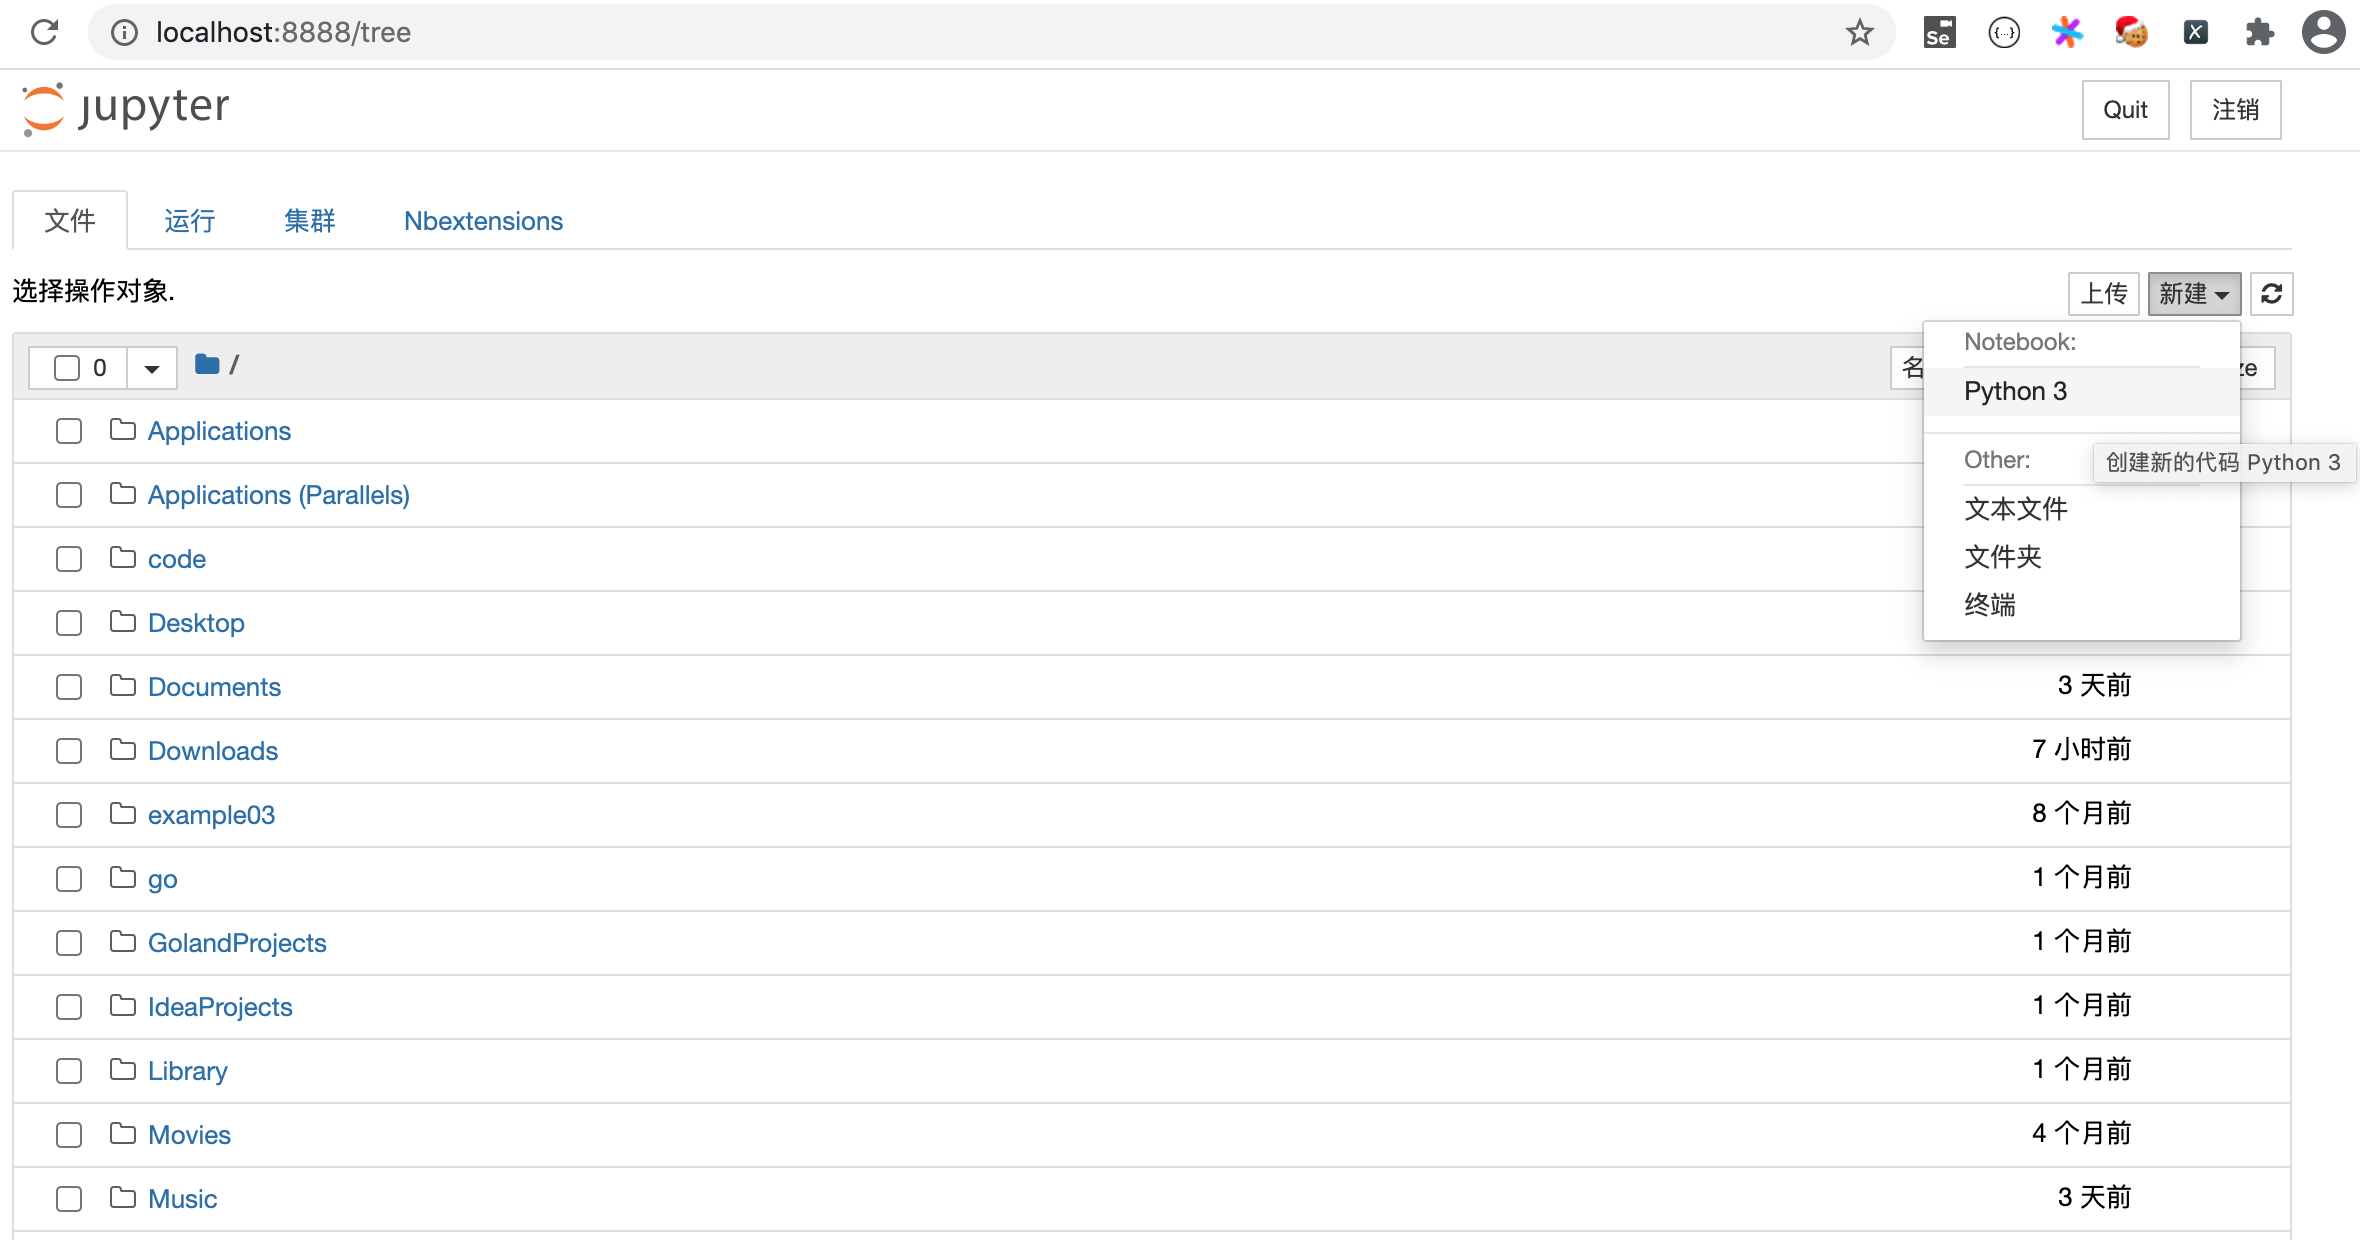 localhost:8888/tree
Se
jupyter
Quit
注销
文件
运行
集群
Nbextensions
选择操作对象.
上传
新建
0
/
名
ze
Notebook:
Python 3
Other:
创建新的代码 Python 3
文本文件
文件夹
终端
Applications
Applications (Parallels)
code
Desktop
Documents 3 天前
Downloads 7 小时前
example03 8 个月前
go 1 个月前
GolandProjects 1 个月前
IdeaProjects 1 个月前
Library 1 个月前
Movies 4 个月前
Music 3 天前